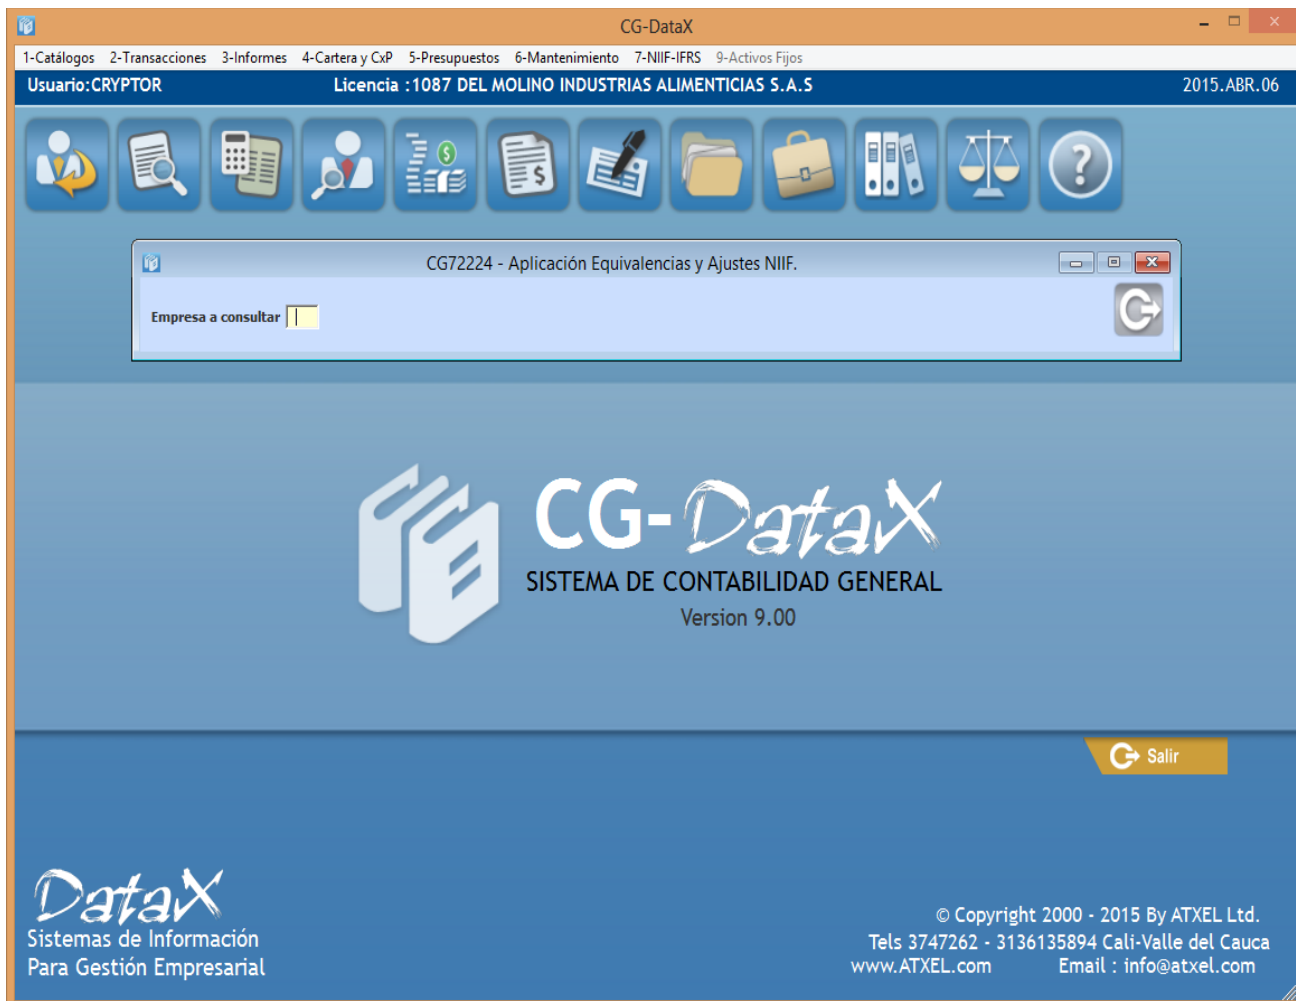 CG-DataX
1-Catálogos 2-Transacciones 3-Informes 4-Cartera y CxP 5-Presupuestos 6-Mantenimiento 7-NIIF-IFRS 9-Activos Fijos
Usuario:CRYPTOR Licencia :1087 DEL MOLINO INDUSTRIAS ALIMENTICIAS S.A.S 2015.ABR.06
CG72224 - Aplicación Equivalencias y Ajustes NIIF.
Empresa a consultar
CG-DataX
SISTEMA DE CONTABILIDAD GENERAL
Version 9.00
Salir
DataX
Sistemas de Información
Para Gestión Empresarial
© Copyright 2000 - 2015 By ATXEL Ltd.
Tels 3747262 - 3136135894 Cali-Valle del Cauca
www.ATXEL.com Email : info@atxel.com